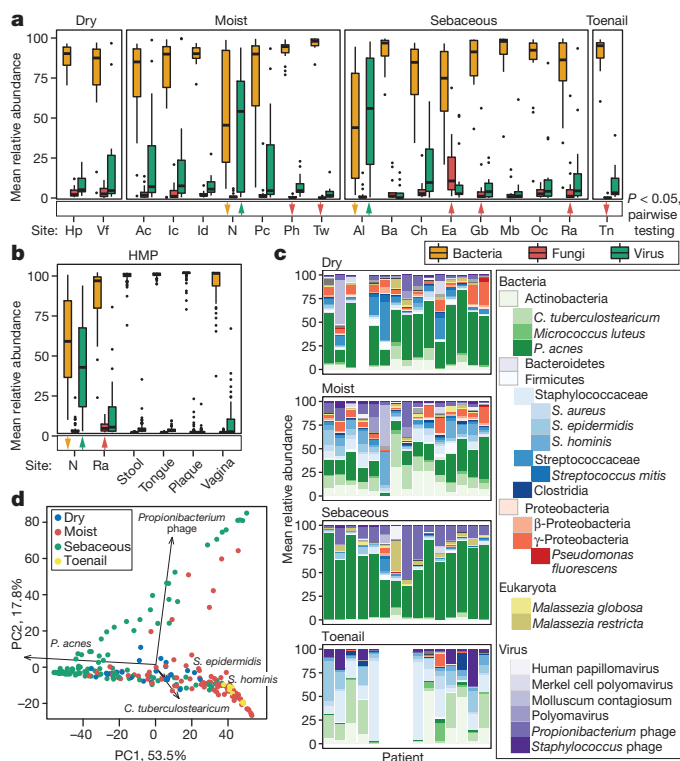 a
Dry
Moist
Sebaceous
Toenail
Mean relative abundance
100
75
50
25
0
P < 0.05,
pairwise
testing
Site: Hp Vf Ac Ic Id N Pc Ph Tw Al Ba Ch Ea Gb Mb Oc Ra Tn
Bacteria Fungi Virus
b
HMP
Mean relative abundance
100
75
50
25
0
Site: N Ra Stool Tongue Plaque Vagina
c
Dry
100
75
50
25
0
Moist
100
75
50
25
0
Sebaceous
100
75
50
25
0
Toenail
100
75
50
25
0
Mean relative abundance
Patient
Bacteria
Actinobacteria
C. tuberculostearicum
Micrococcus luteus
P. acnes
Bacteroidetes
Firmicutes
Staphylococcaceae
S. aureus
S. epidermidis
S. hominis
Streptococcaceae
Streptococcus mitis
Clostridia
Proteobacteria
β-Proteobacteria
γ-Proteobacteria
Pseudomonas
fluorescens
Eukaryota
Malassezia globosa
Malassezia restricta
Virus
Human papillomavirus
Merkel cell polyomavirus
Molluscum contagiosum
Polyomavirus
Propionibacterium phage
Staphylococcus phage
d
Dry
Moist
Sebaceous
Toenail
Propionibacterium
phage
P. acnes
S. epidermidis
S. hominis
C. tuberculostearicum
PC2, 17.8%
80
60
40
20
0
−20
−40
−20
0
20
40
PC1, 53.5%